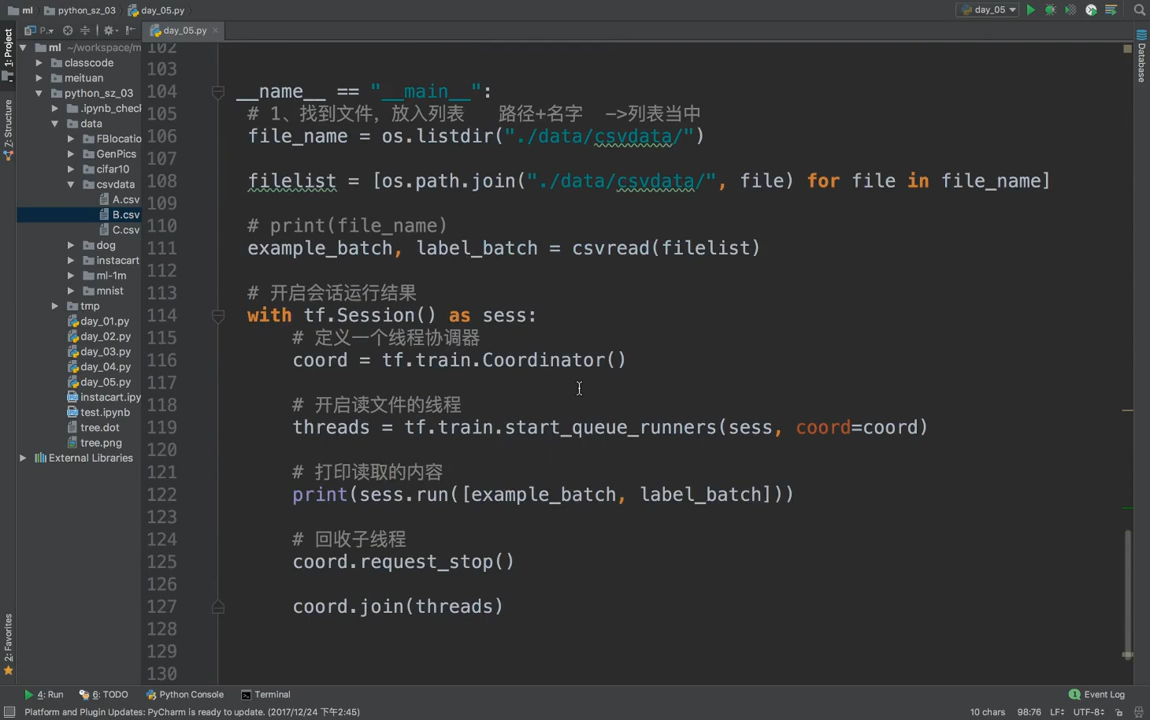 ml python_sz_03 day_05.py
day_05
P.. day_05.py
1: Project
Z: Structure
2: Favorites
Database
ml ~/workspace/m
classcode
meituan
python_sz_03
.ipynb_check
data
FBlocatio
GenPics
cifar10
csvdata
A.csv
B.csv
C.csv
dog
instacart
ml-1m
mnist
tmp
day_01.py
day_02.py
day_03.py
day_04.py
day_05.py
instacart.ipy
test.ipynb
tree.dot
tree.png
External Libraries
102
103
104 __name__ == "__main__":
105 # 1、找到文件，放入列表 路径+名字 ->列表当中
106 file_name = os.listdir("./data/csvdata/")
107
108 filelist = [os.path.join("./data/csvdata/", file) for file in file_name]
109
110 # print(file_name)
111 example_batch, label_batch = csvread(filelist)
112
113 # 开启会话运行结果
114 with tf.Session() as sess:
115 # 定义一个线程协调器
116 coord = tf.train.Coordinator()
117
118 # 开启读文件的线程
119 threads = tf.train.start_queue_runners(sess, coord=coord)
120
121 # 打印读取的内容
122 print(sess.run([example_batch, label_batch]))
123
124 # 回收子线程
125 coord.request_stop()
126
127 coord.join(threads)
128
129
130
4: Run 6: TODO Python Console Terminal Event Log
Platform and Plugin Updates: PyCharm is ready to update. (2017/12/24 下午2:45) 10 chars 98:76 LF UTF-8